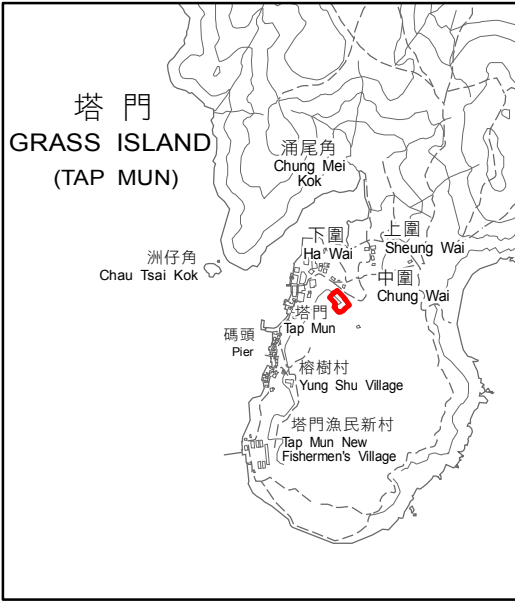 塔 門
GRASS ISLAND
(TAP MUN)
涌尾角
Chung Mei
Kok
洲仔角
Chau Tsai Kok
下圍
Ha Wai
上圍
Sheung Wai
中圍
Chung Wai
塔門
Tap Mun
碼頭
Pier
榕樹村
Yung Shu Village
塔門漁民新村
Tap Mun New
Fishermen's Village